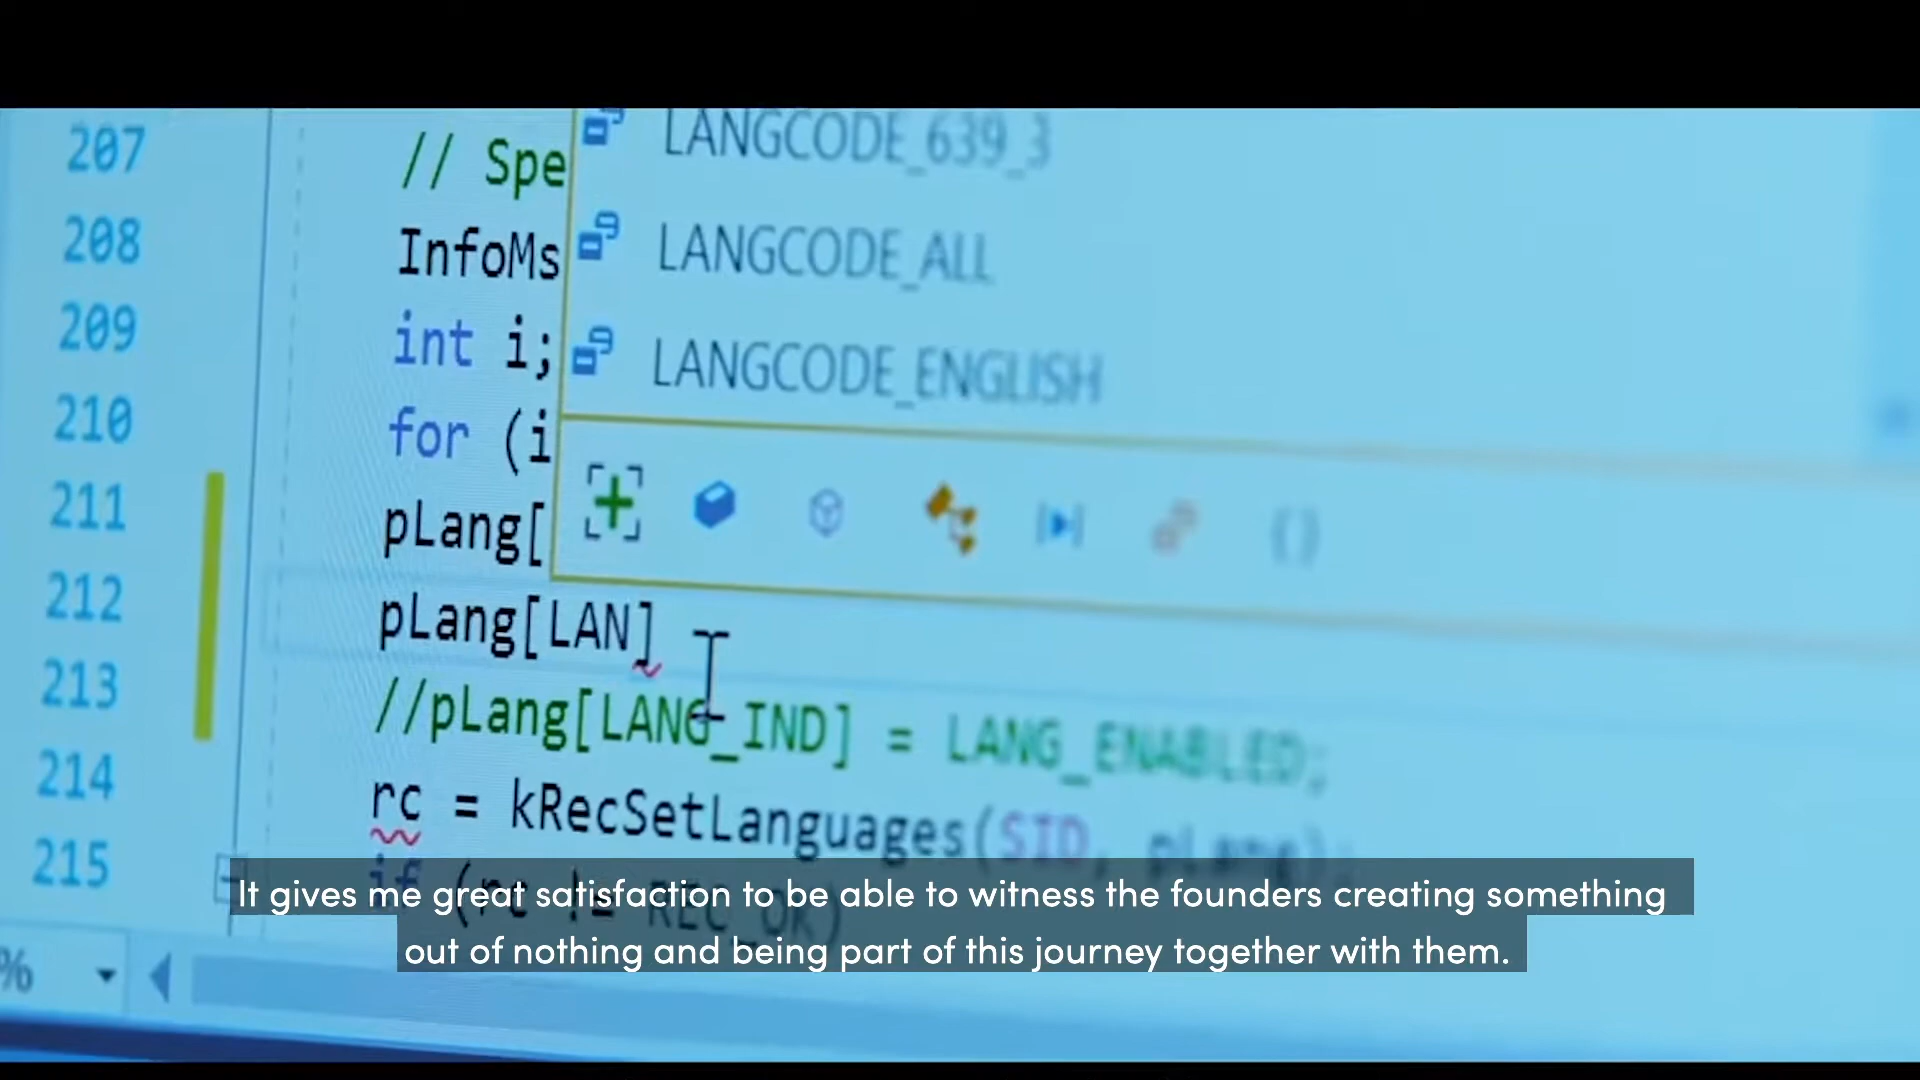 LANGCODE_639_3
207
// Spe
208
InfoMs
LANGCODE_ALL
209
int i;
LANGCODE_ENGLISH
210
for (i
211
pLang[
212
pLang[LAN]
213
//pLang[LANG_IND] = LANG_ENABLED;
214
rc = kRecSetLanguages(SID, pLang);
215
if (rc != REC_OK)
It gives me great satisfaction to be able to witness the founders creating something
out of nothing and being part of this journey together with them.
%